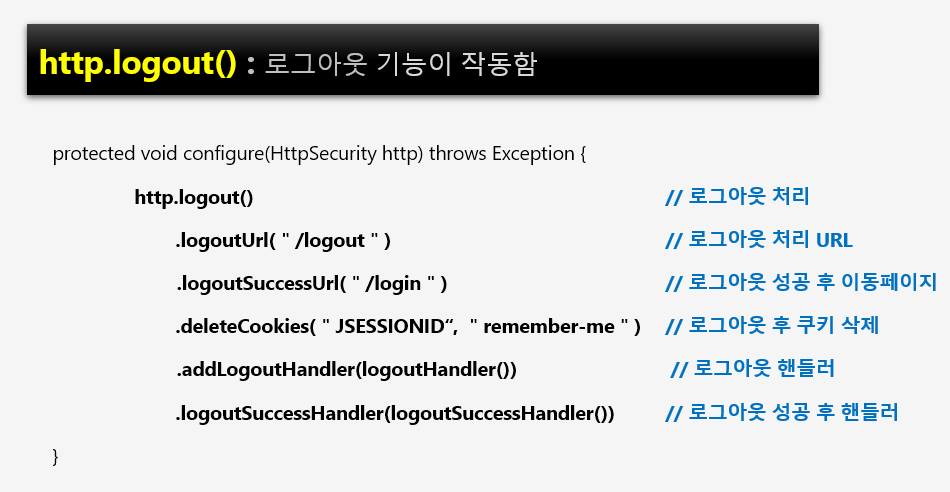 http.logout() : 로그아웃 기능이 작동함
protected void configure(HttpSecurity http) throws Exception {
http.logout() // 로그아웃 처리
.logoutUrl( " /logout " ) // 로그아웃 처리 URL
.logoutSuccessUrl( " /login " ) // 로그아웃 성공 후 이동페이지
.deleteCookies( " JSESSIONID“, " remember-me " ) // 로그아웃 후 쿠키 삭제
.addLogoutHandler(logoutHandler()) // 로그아웃 핸들러
.logoutSuccessHandler(logoutSuccessHandler()) // 로그아웃 성공 후 핸들러
}